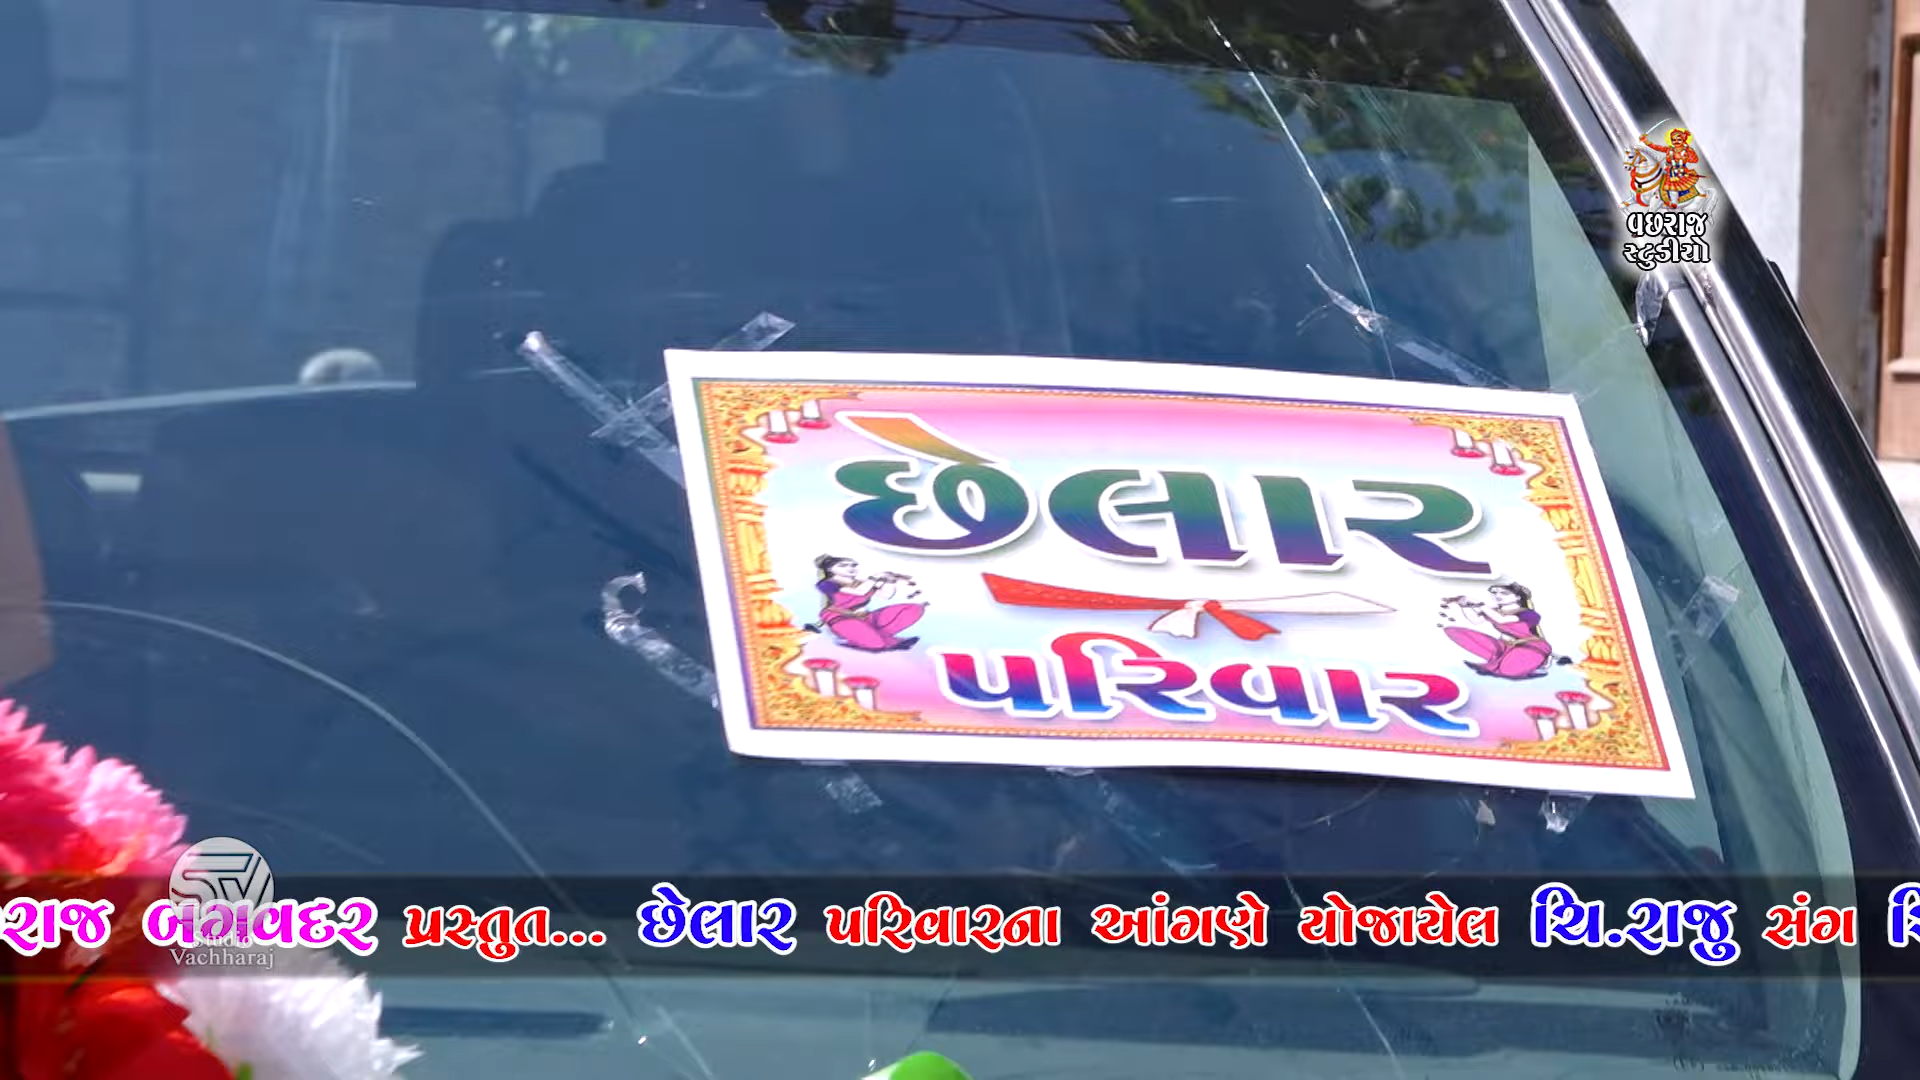 વછરાજ
સ્ટુડીયો
છેલાર
પરિવાર
રાજ બગવદર પ્રસ્તુત... છેલાર પરિવારના આંગણે યોજાયેલ ચિ.રાજુ સંગ
Studio
Vachharaj